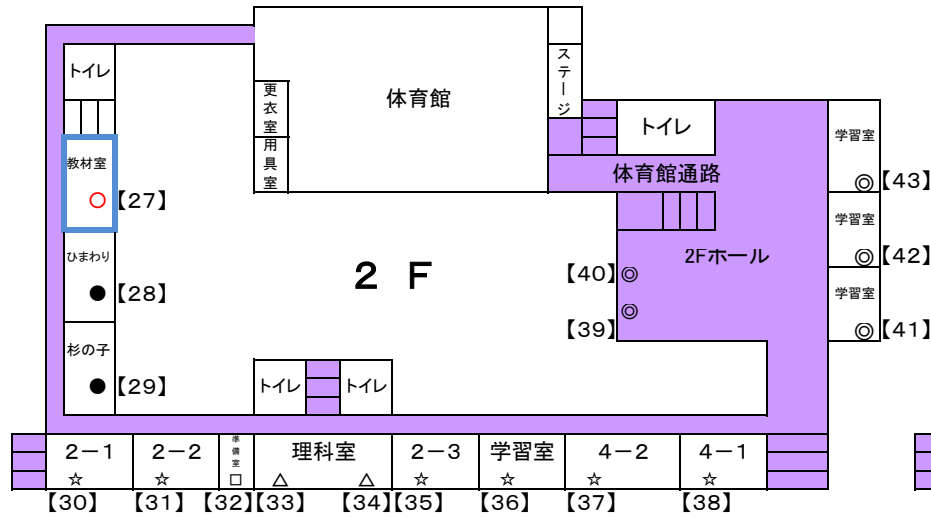 体育館
ステージ
トイレ
更衣室
用具室
トイレ
学習室
◎【43】
体育館通路
教材室
○【27】
学習室
◎【42】
ひまわり
●【28】
2 F
2Fホール
【40】◎
学習室
◎【41】
【39】◎
杉の子
●【29】
トイレ
トイレ
2−1
2−2
準備室
理科室
2−3
学習室
4−2
4−1
☆
☆
□
△
△
☆
☆
☆
☆
【30】
【31】
【32】
【33】
【34】
【35】
【36】
【37】
【38】